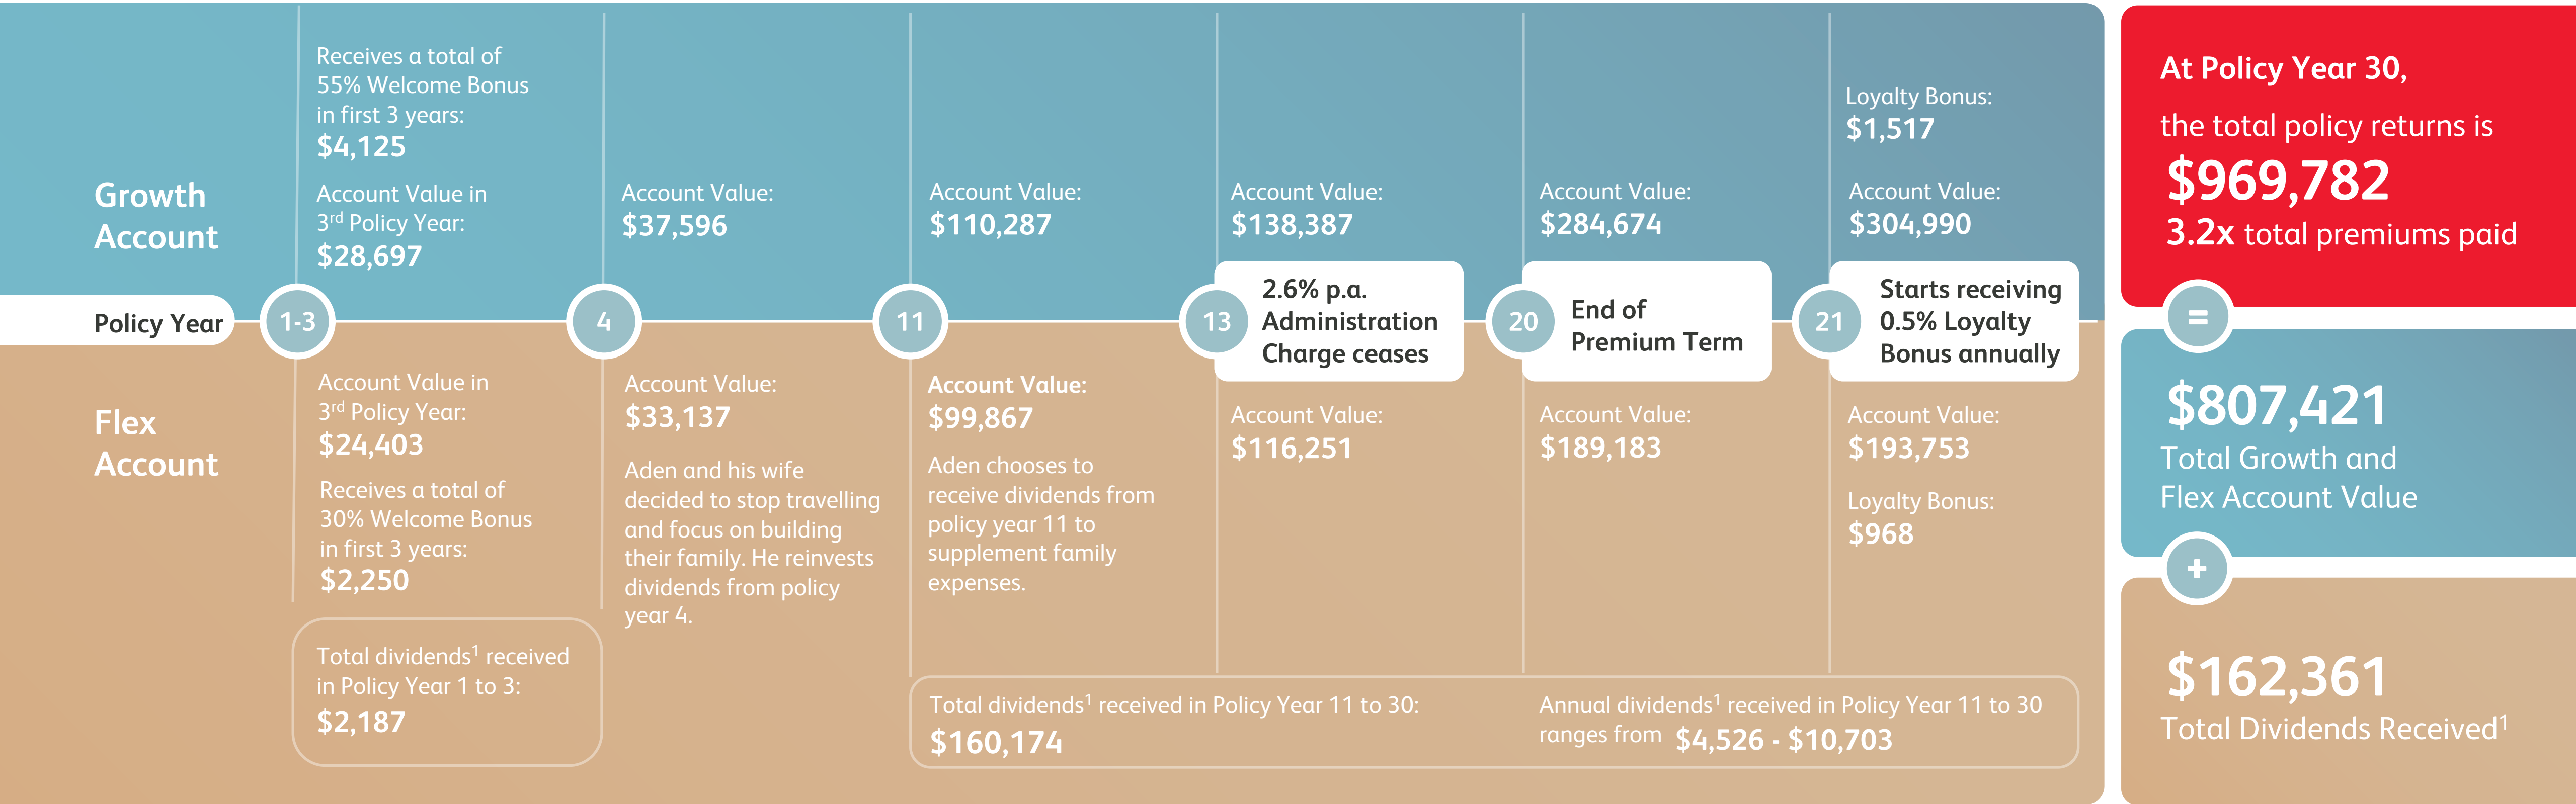 Growth
Account
Receives a total of
55% Welcome Bonus
in first 3 years:
$4,125
Account Value in
3rd Policy Year:
$28,697
Account Value:
$37,596
Account Value:
$110,287
Account Value:
$138,387
Account Value:
$284,674
Loyalty Bonus:
$1,517
Account Value:
$304,990
Policy Year
1-3
4
11
13
2.6% p.a.
Administration
Charge ceases
20
End of
Premium Term
21
Starts receiving
0.5% Loyalty
Bonus annually
Flex
Account
Account Value in
3rd Policy Year:
$24,403
Receives a total of
30% Welcome Bonus
in first 3 years:
$2,250
Total dividends1 received
in Policy Year 1 to 3:
$2,187
Account Value:
$33,137
Aden and his wife
decided to stop travelling
and focus on building
their family. He reinvests
dividends from policy
year 4.
Account Value:
$99,867
Aden chooses to
receive dividends from
policy year 11 to
supplement family
expenses.
Account Value:
$116,251
Account Value:
$189,183
Account Value:
$193,753
Loyalty Bonus:
$968
Total dividends1 received in Policy Year 11 to 30:
$160,174
Annual dividends1 received in Policy Year 11 to 30
ranges from $4,526 - $10,703
At Policy Year 30,
the total policy returns is
$969,782
3.2x total premiums paid
=
$807,421
Total Growth and
Flex Account Value
+
$162,361
Total Dividends Received1